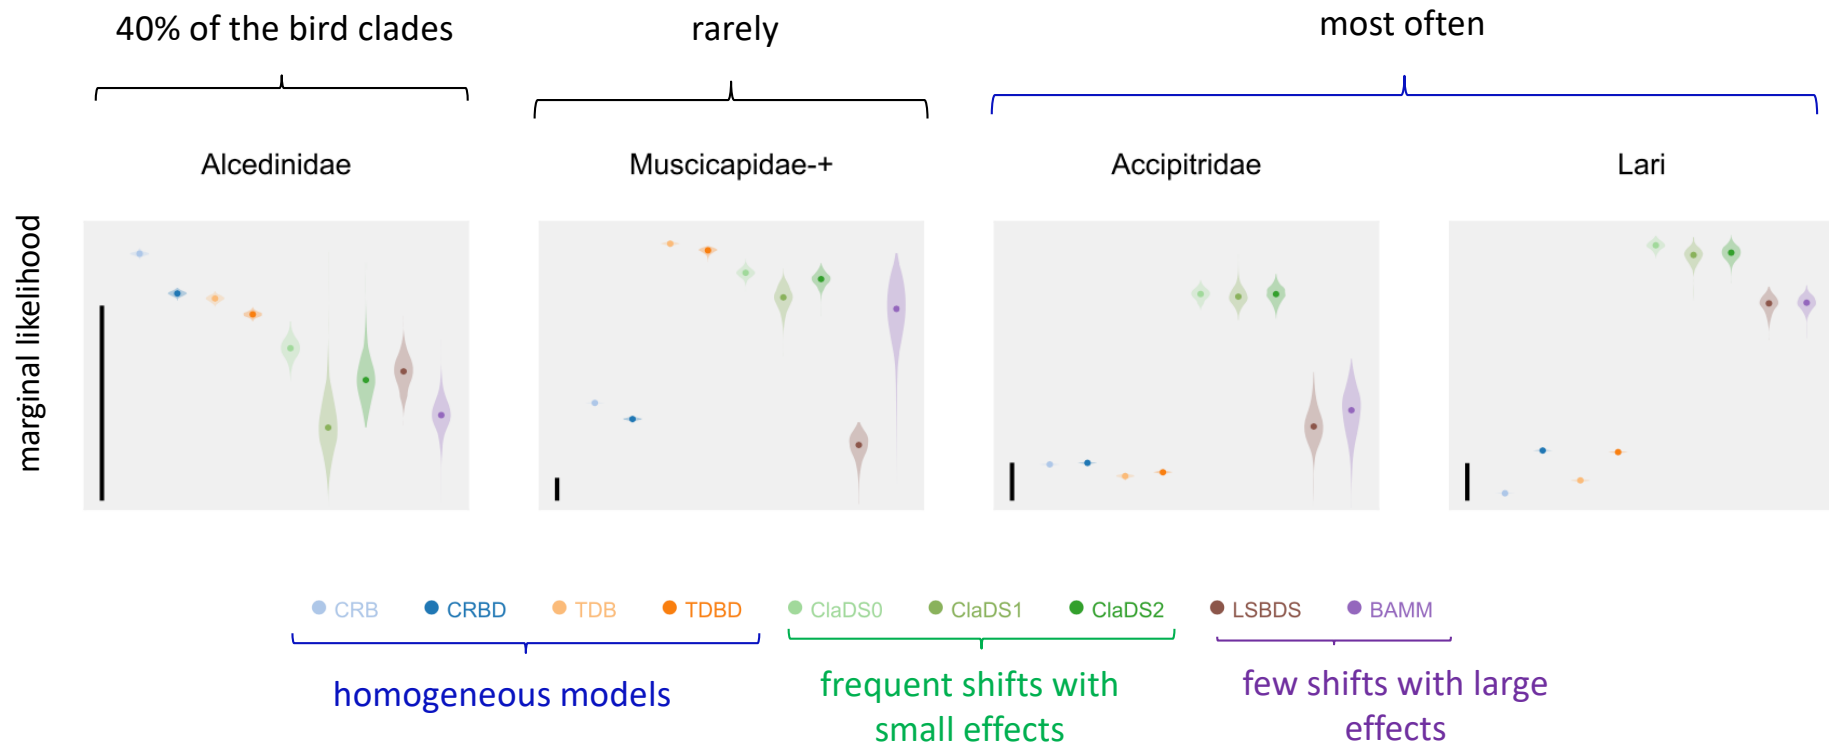 40% of the bird clades
rarely
most often
Alcedinidae
Muscicapidae-+
Accipitridae
Lari
marginal likelihood
CRB
CRBD
TDB
TDBD
ClaDS0
ClaDS1
ClaDS2
LSBDS
BAMM
homogeneous models
frequent shifts with
small effects
few shifts with large
effects